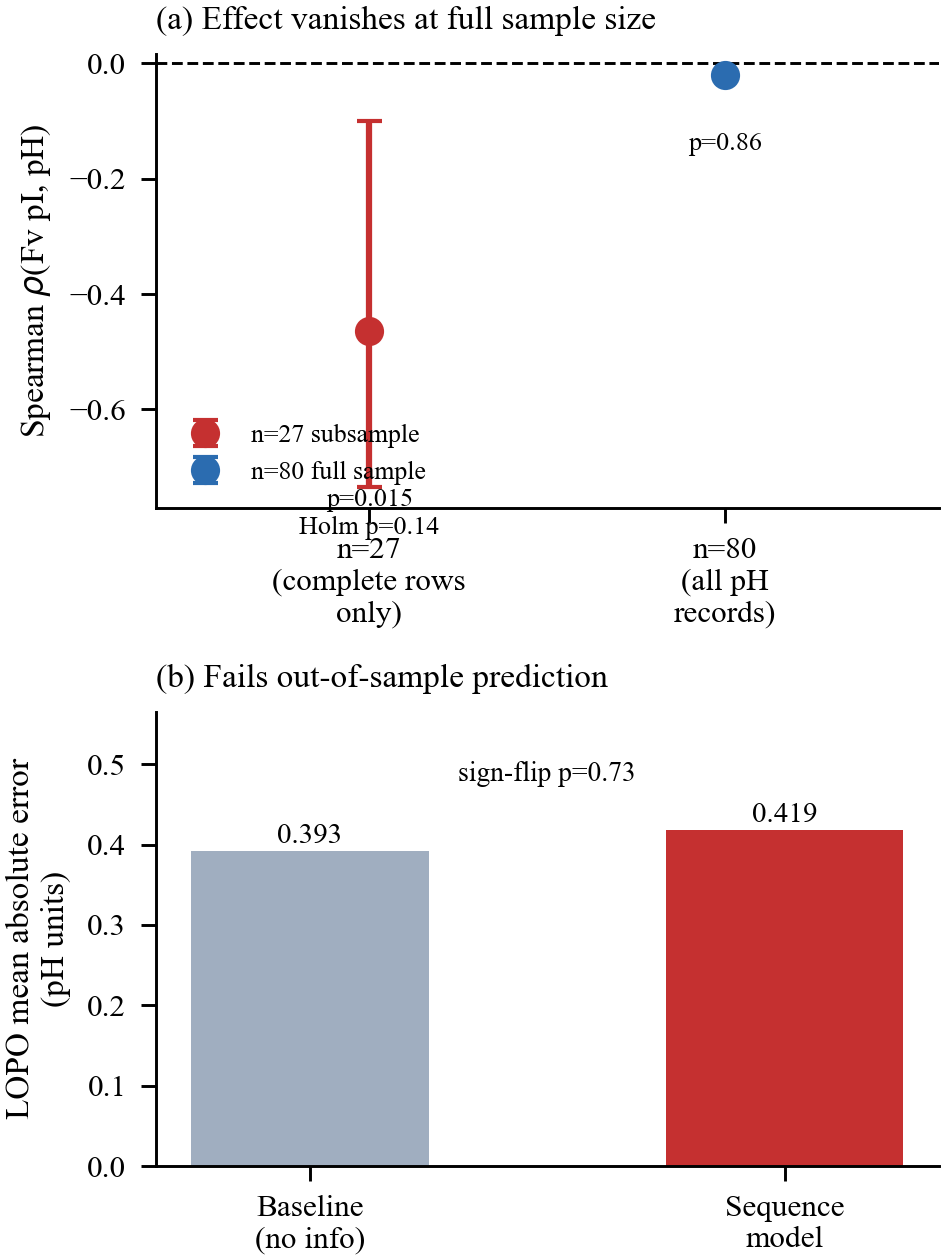 (a) Effect vanishes at full sample size
Spearman ρ(Fv pI, pH)
0.0
−0.2
−0.4
−0.6
p=0.86
n=27 subsample
n=80 full sample
p=0.015
Holm p=0.14
n=27
(complete rows
only)
n=80
(all pH
records)
(b) Fails out-of-sample prediction
LOPO mean absolute error
(pH units)
0.5
0.4
0.3
0.2
0.1
0.0
sign-flip p=0.73
0.393
0.419
Baseline
(no info)
Sequence
model